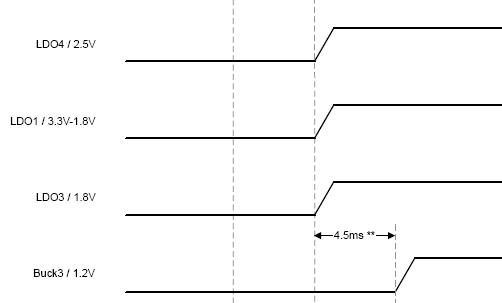 LDO4 / 2.5V
LDO1 / 3.3V-1.8V
LDO3 / 1.8V
4.5ms **
Buck3 / 1.2V